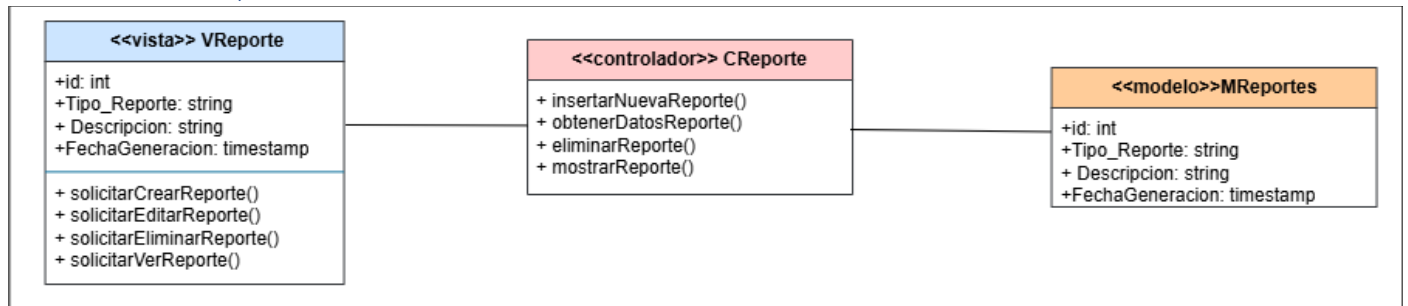 <<vista>> VReporte
+id: int
+Tipo_Reporte: string
+ Descripcion: string
+FechaGeneracion: timestamp
+ solicitarCrearReporte()
+ solicitarEditarReporte()
+ solicitarEliminarReporte()
+ solicitarVerReporte()
<<controlador>> CReporte
+ insertarNuevaReporte()
+ obtenerDatosReporte()
+ eliminarReporte()
+ mostrarReporte()
<<modelo>>MReportes
+id: int
+Tipo_Reporte: string
+ Descripcion: string
+FechaGeneracion: timestamp